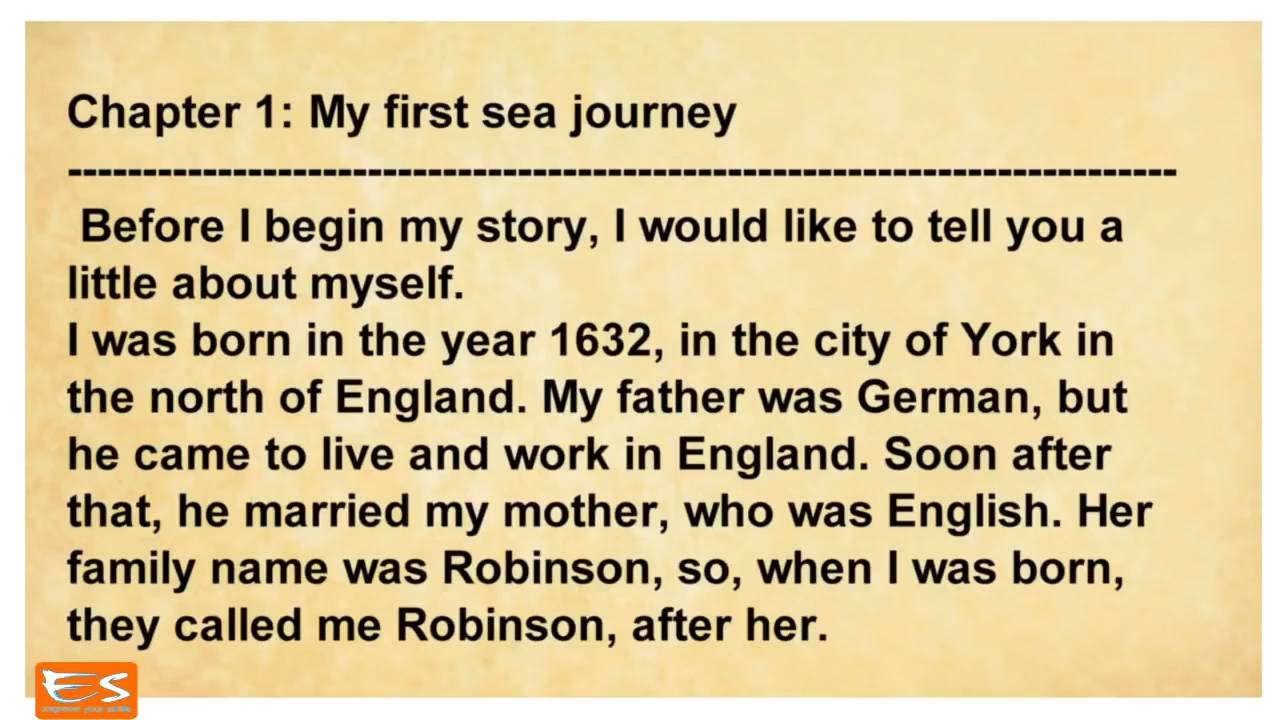 Chapter 1: My first sea journey
--------------------------------------------------------------------------
Before I begin my story, I would like to tell you a
little about myself.
I was born in the year 1632, in the city of York in
the north of England. My father was German, but
he came to live and work in England. Soon after
that, he married my mother, who was English. Her
family name was Robinson, so, when I was born,
they called me Robinson, after her.
ES